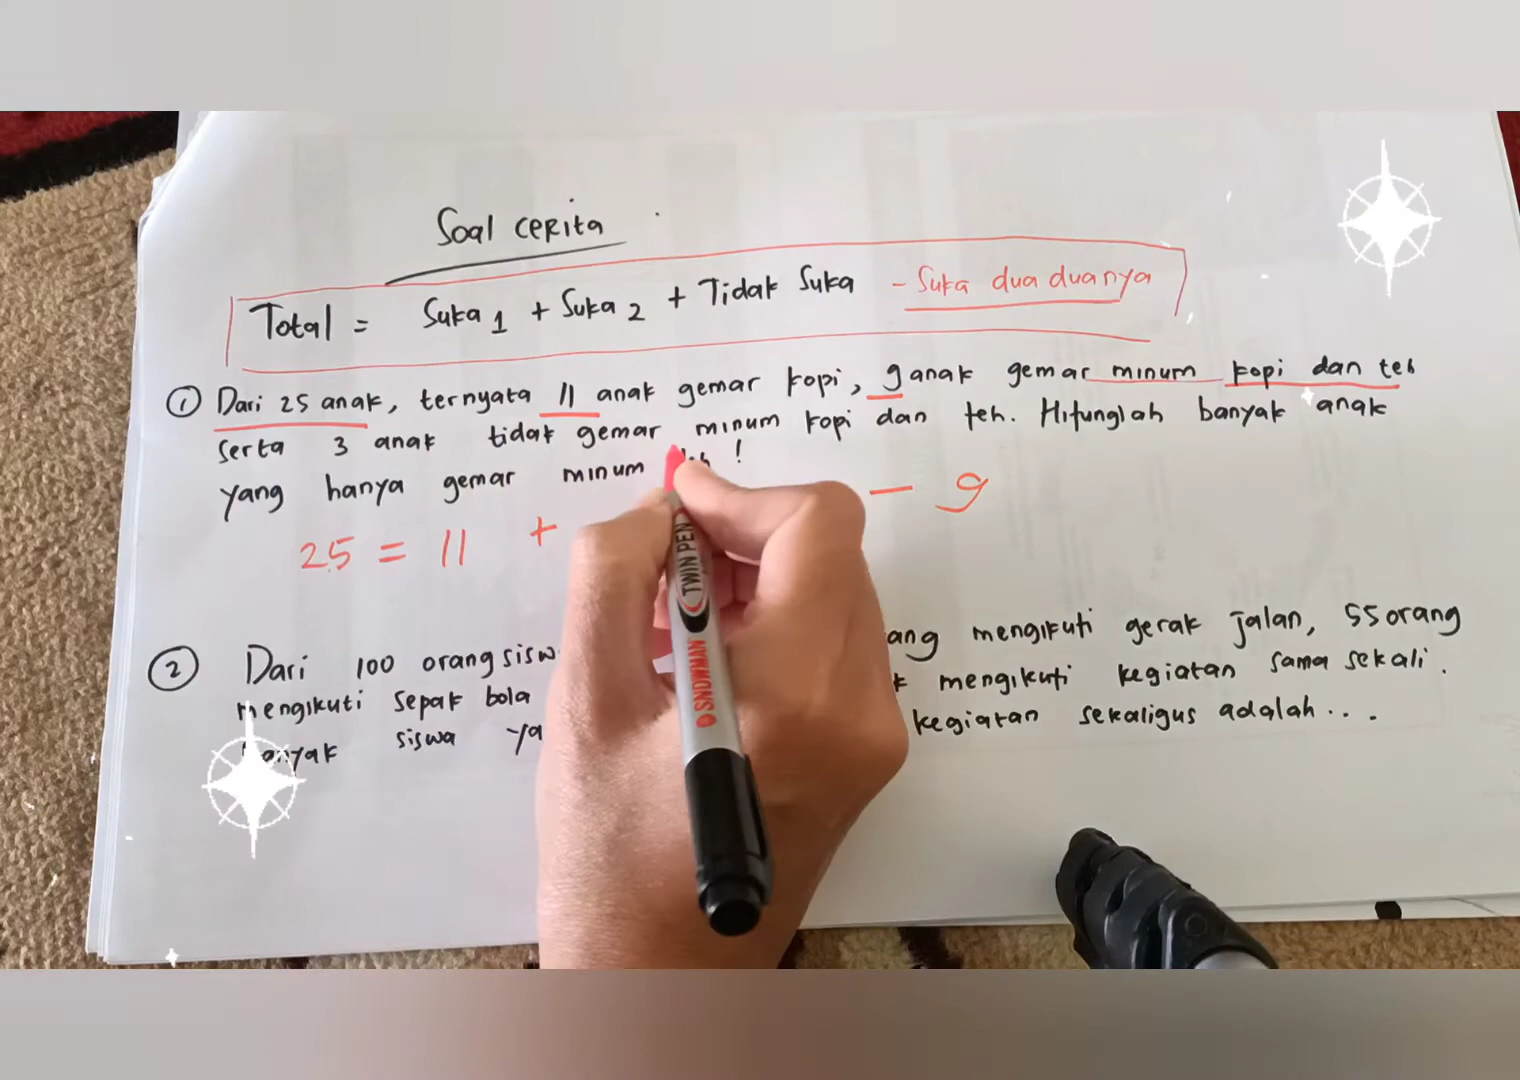 Soal cerita
Total = Suka 1 + Suka 2 + Tidak Suka - Suka dua duanya
① Dari 25 anak, ternyata 11 anak gemar kopi, 9 anak gemar minum kopi dan teh
serta 3 anak tidak gemar minum kopi dan teh. Hitunglah banyak anak
yang hanya gemar minum !
25 = 11 + - 9
② Dari 100 orang mengikuti gerak jalan, 55 orang
mengikuti sepak bola mengikuti kegiatan sama sekali.
banyak siswa kegiatan sekaligus adalah...
TWIN PEN
SNOWMAN